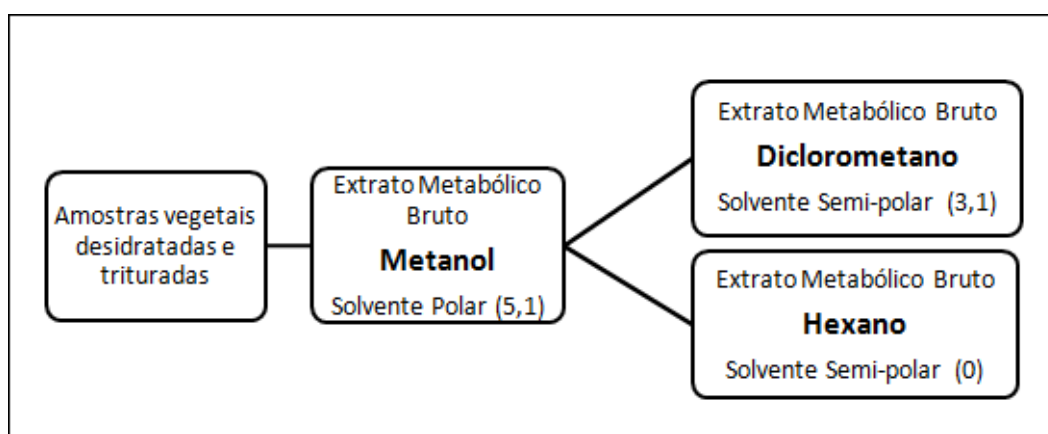 Amostras vegetais
desidratadas e
trituradas
Extrato Metabólico
Bruto
Metanol
Solvente Polar (5,1)
Extrato Metabólico Bruto
Diclorometano
Solvente Semi-polar (3,1)
Extrato Metabólico Bruto
Hexano
Solvente Semi-polar (0)